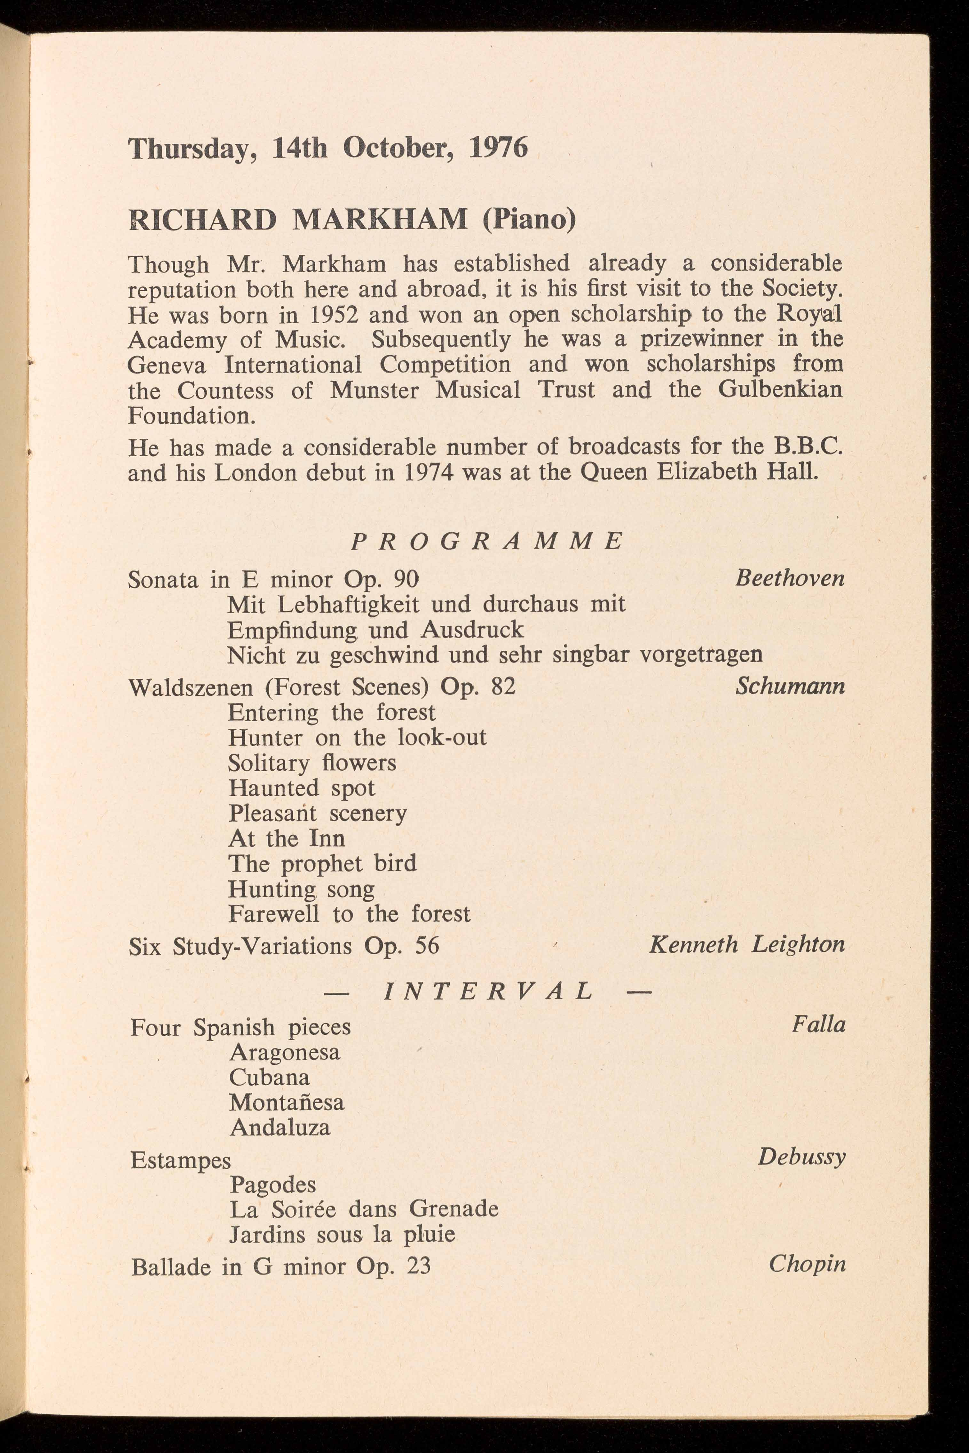 Thursday, 14th October, 1976
RICHARD MARKHAM (Piano)
Though Mr. Markham has established already a considerable
reputation both here and abroad, it is his first visit to the Society.
He was born in 1952 and won an open scholarship to the Royal
Academy of Music. Subsequently he was a prizewinner in the
Geneva International Competition and won scholarships from
the Countess of Munster Musical Trust and the Gulbenkian
Foundation.
He has made a considerable number of broadcasts for the B.B.C.
and his London debut in 1974 was at the Queen Elizabeth Hall.
PROGRAMME
Sonata in E minor Op. 90 Beethoven
Mit Lebhaftigkeit und durchaus mit
Empfindung und Ausdruck
Nicht zu geschwind und sehr singbar vorgetragen
Waldszenen (Forest Scenes) Op. 82 Schumann
Entering the forest
Hunter on the look-out
Solitary flowers
Haunted spot
Pleasant scenery
At the Inn
The prophet bird
Hunting song
Farewell to the forest
Six Study-Variations Op. 56 Kenneth Leighton
— INTERVAL —
Four Spanish pieces Falla
Aragonesa
Cubana
Montañesa
Andaluza
Estampes Debussy
Pagodes
La Soirée dans Grenade
Jardins sous la pluie
Ballade in G minor Op. 23 Chopin